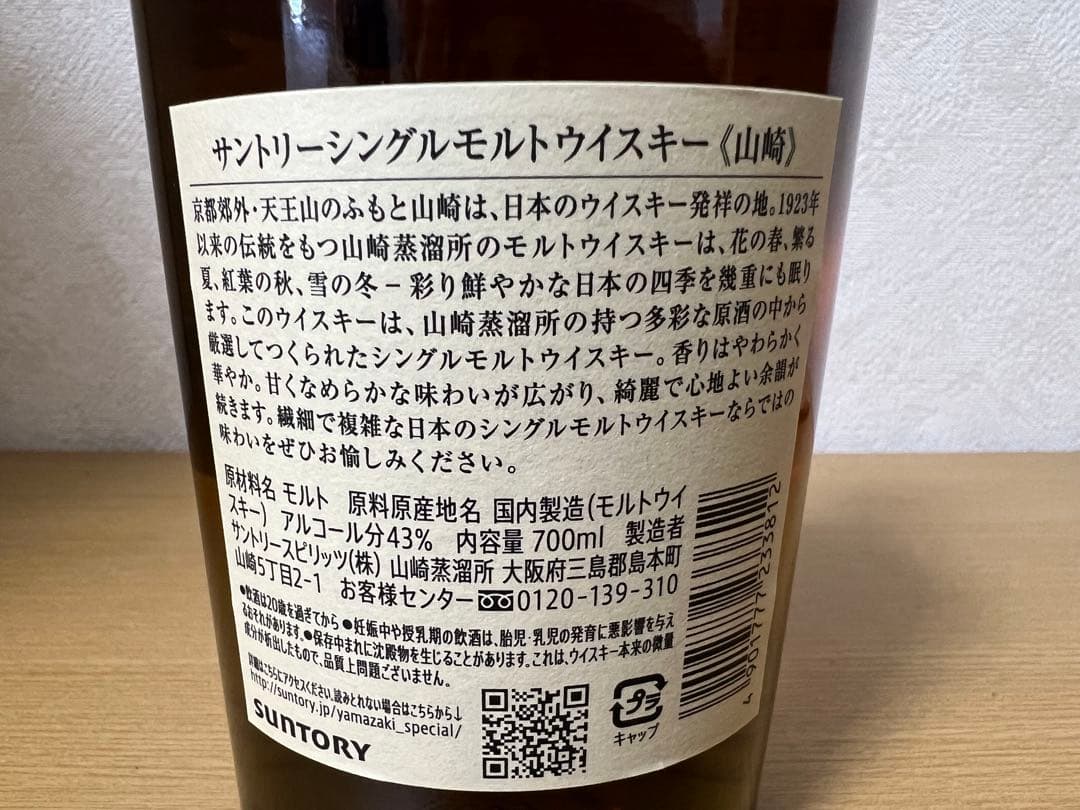 サントリーシングルモルトウイスキー《山崎》
京都郊外・天王山のふもと山崎は、日本のウイスキー発祥の地。1923年
以来の伝統をもつ山崎蒸溜所のモルトウイスキーは、花の春、繁る
夏、紅葉の秋、雪の冬−彩り鮮やかな日本の四季を幾重にも眠り
ます。このウイスキーは、山崎蒸溜所の持つ多彩な原酒の中から
厳選してつくられたシングルモルトウイスキー。香りはやわらかく
華やか。甘くなめらかな味わいが広がり、綺麗で心地よい余韻が
続きます。繊細で複雑な日本のシングルモルトウイスキーならではの
味わいをぜひお愉しみください。
原材料名 モルト 原料原産地名 国内製造(モルトウイ
スキー) アルコール分43% 内容量 700ml 製造者
サントリースピリッツ(株) 山崎蒸溜所 大阪府三島郡島本町
山崎5丁目2-1 お客様センター 0120-139-310
●飲酒は20歳を過ぎてから ●妊娠中や授乳期の飲酒は、胎児・乳児の発育に悪影響を与え
るおそれがあります。●保存中まれに沈殿物を生じることがあります。これは、ウイスキー本来の微量
成分が析出したもので、品質上問題ございません。
詳細はこちらにアクセスください。読みとれない場合はこちらから↓
http://suntory.jp/yamazaki_special/
SUNTORY
プラ
キャップ
4 901777 233812